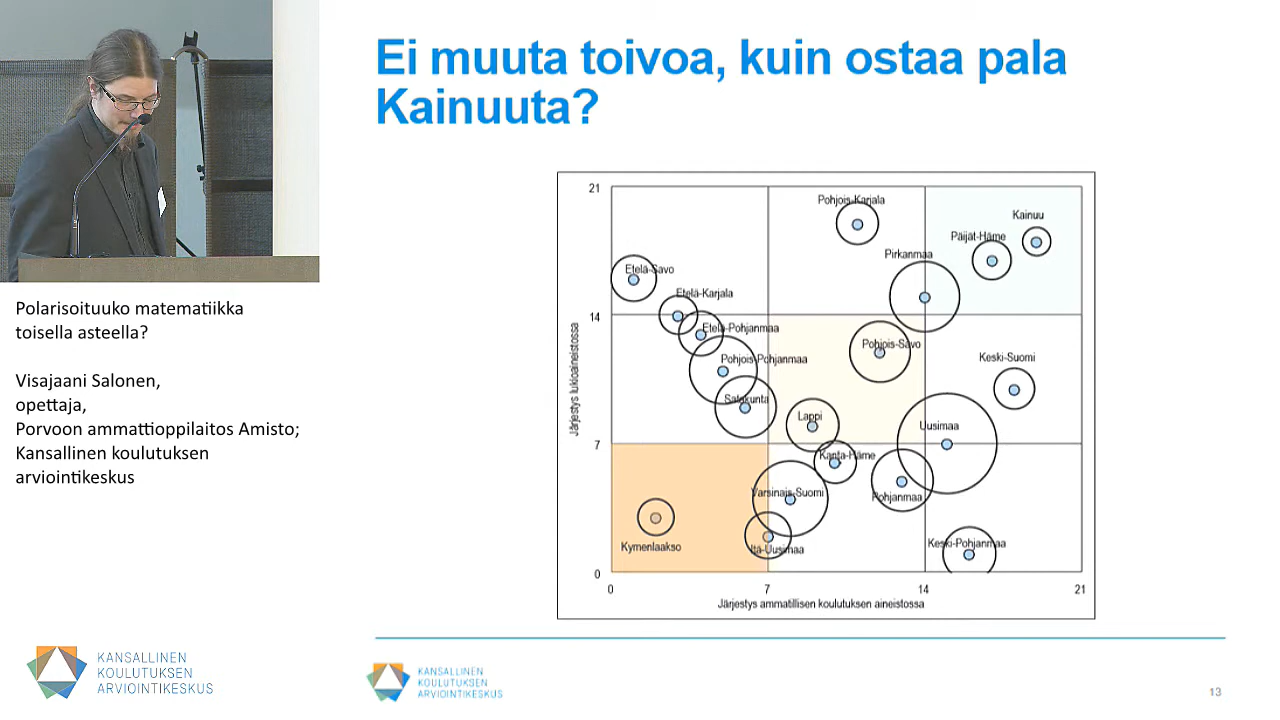 Ei muuta toivoa, kuin ostaa pala
Kainuuta?
Polarisoituuko matematiikka
toisella asteella?
Visajaani Salonen,
opettaja,
Porvoon ammattioppilaitos Amisto;
Kansallinen koulutuksen
arviointikeskus
21
14
7
0
Järjestys lukioaineistossa
Pohjois-Karjala
Kainuu
Päijät-Häme
Pirkanmaa
Etelä-Savo
Etelä-Karjala
Etelä-Pohjanmaa
Pohjois-Savo
Pohjois-Pohjanmaa
Keski-Suomi
Satakunta
Lappi
Uusimaa
Kanta-Häme
Varsinais-Suomi
Pohjanmaa
Kymenlaakso
Itä-Uusimaa
Keski-Pohjanmaa
0
7
14
21
Järjestys ammatillisen koulutuksen aineistossa
KANSALLINEN
KOULUTUKSEN
ARVIOINTIKESKUS
KANSALLINEN
KOULUTUKSEN
ARVIOINTIKESKUS
13